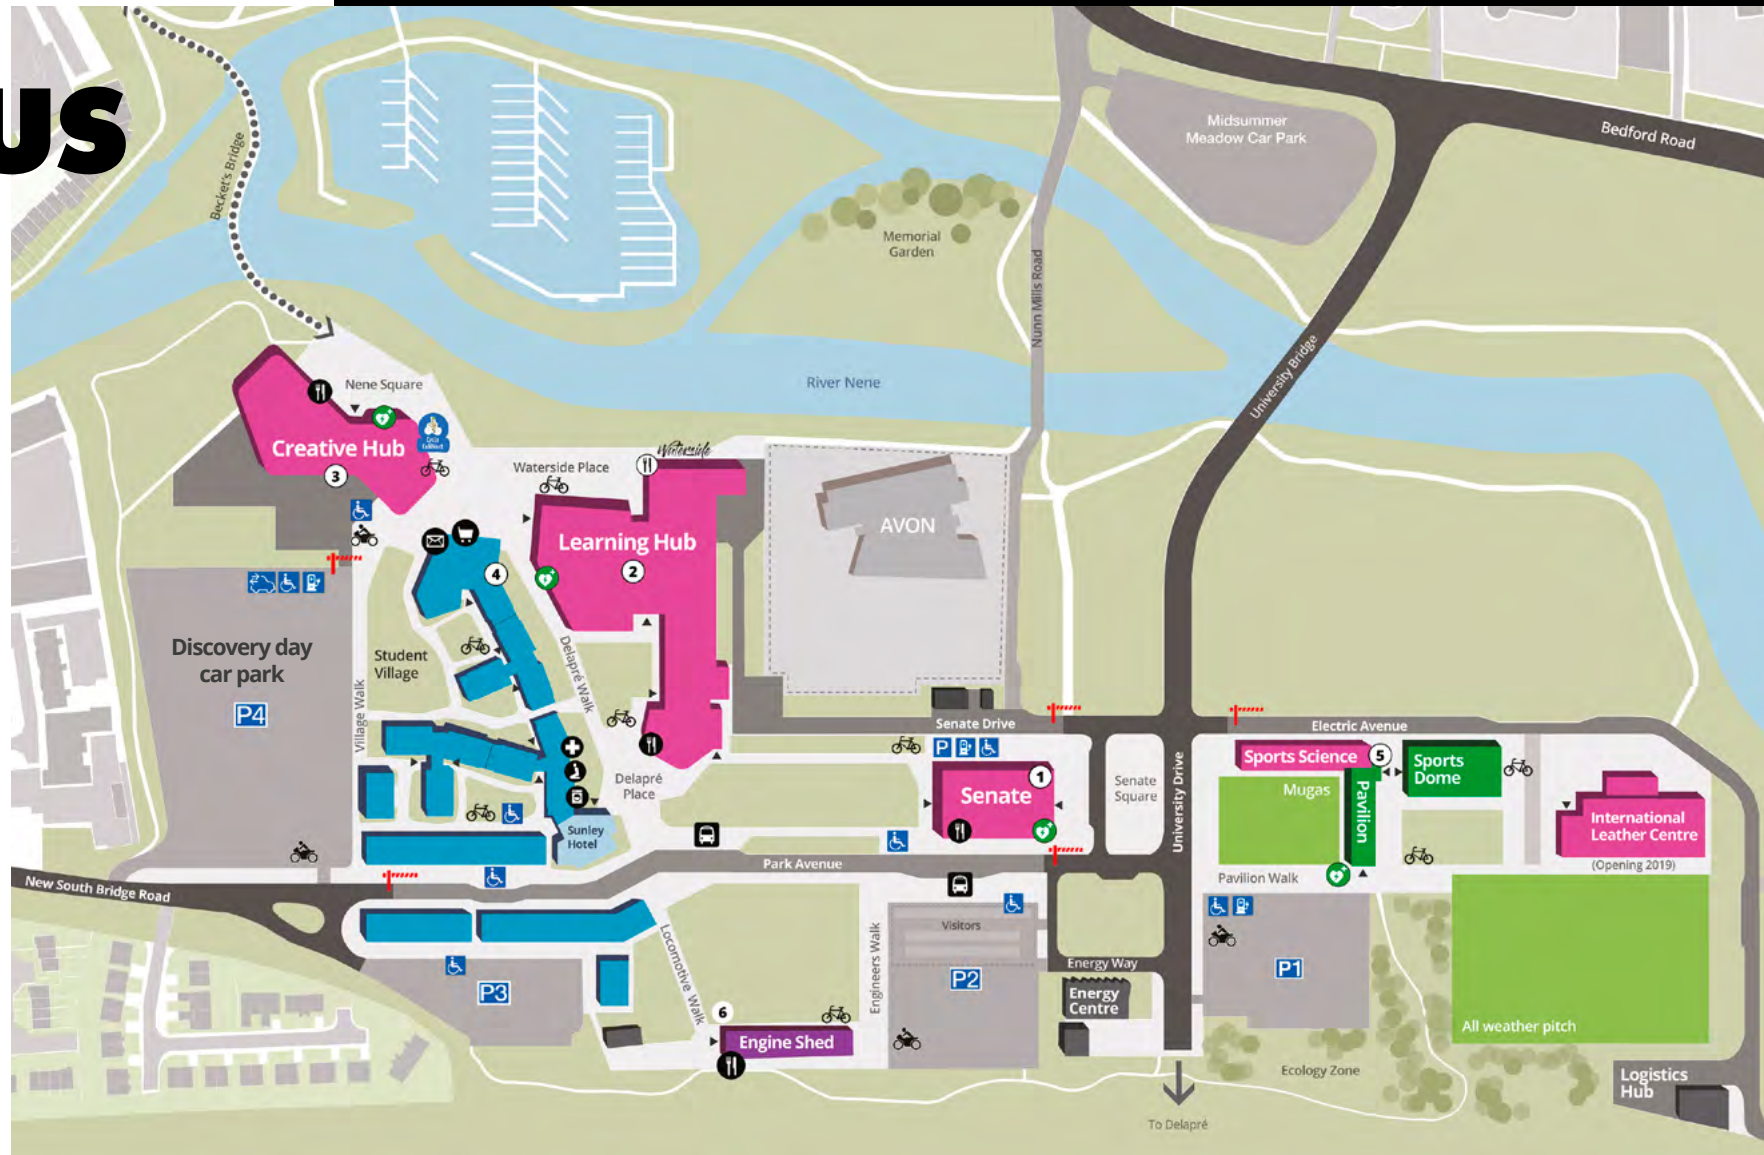 US
Becket's Bridge
Midsummer
Meadow Car Park
Bedford Road
Memorial
Garden
Nunn Mills Road
University Bridge
River Nene
Nene Square
Creative Hub
3
Waterside Place
Waterside
Learning Hub
2
AVON
4
Discovery day
car park
P4
Student
Village
Village Walk
Delapré Walk
Delapré
Place
Sunley
Hotel
Senate Drive
P
Senate
1
Senate
Square
University Drive
Electric Avenue
Sports Science
5
Sports
Dome
Mugas
Pavilion
International
Leather Centre
(Opening 2019)
Pavilion Walk
Park Avenue
New South Bridge Road
Locomotive Walk
Engineers Walk
Visitors
P2
P3
P1
Energy Way
Energy
Centre
6
Engine Shed
All weather pitch
Ecology Zone
Logistics
Hub
To Delapré